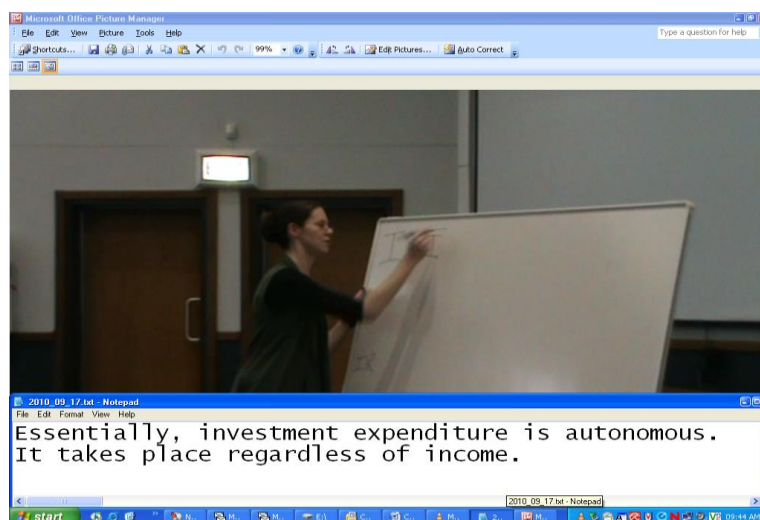 Microsoft Office Picture Manager
File Edit View Picture Tools Help
Type a question for help
Shortcuts... 99% Edit Pictures... Auto Correct
2010_09_17.txt - Notepad
File Edit Format View Help
Essentially, investment expenditure is autonomous.
It takes place regardless of income.
2010_09_17.txt - Notepad
start N... M... M... E:\ C... C... M... 2... M... 09:44 AM